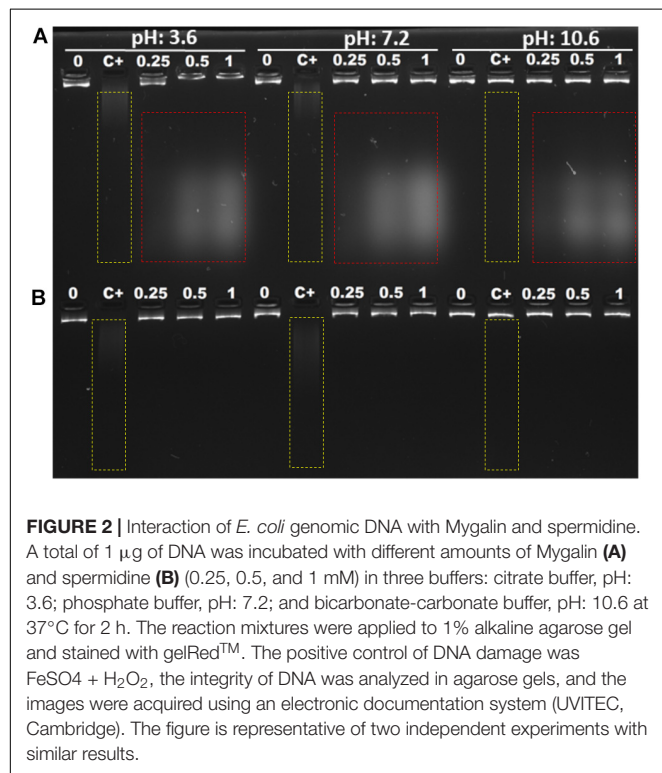 A
pH: 3.6 pH: 7.2 pH: 10.6
0 C+ 0.25 0.5 1 0 C+ 0.25 0.5 1 0 C+ 0.25 0.5 1
B
0 C+ 0.25 0.5 1 0 C+ 0.25 0.5 1 0 C+ 0.25 0.5 1
FIGURE 2 | Interaction of E. coli genomic DNA with Mygalin and spermidine.
A total of 1 μg of DNA was incubated with different amounts of Mygalin (A)
and spermidine (B) (0.25, 0.5, and 1 mM) in three buffers: citrate buffer, pH:
3.6; phosphate buffer, pH: 7.2; and bicarbonate-carbonate buffer, pH: 10.6 at
37°C for 2 h. The reaction mixtures were applied to 1% alkaline agarose gel
and stained with gelRed™. The positive control of DNA damage was
FeSO4 + H₂O₂, the integrity of DNA was analyzed in agarose gels, and the
images were acquired using an electronic documentation system (UVITEC,
Cambridge). The figure is representative of two independent experiments with
similar results.